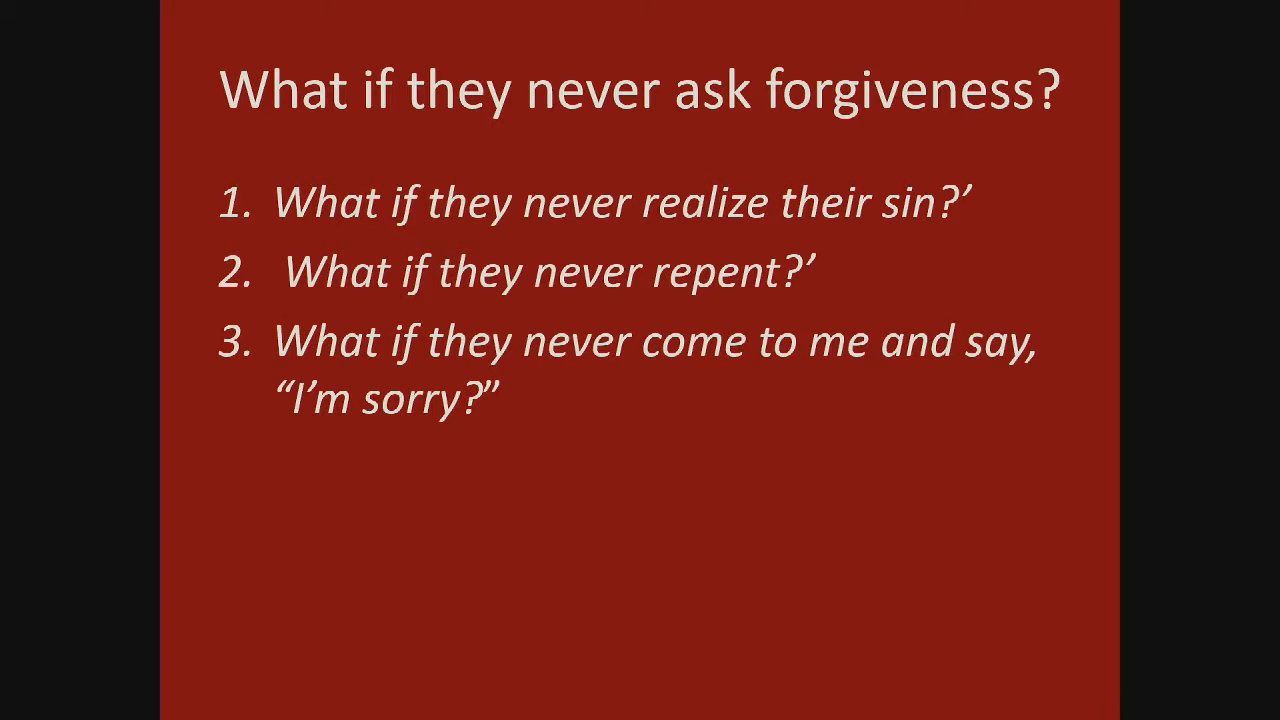 What if they never ask forgiveness?
1. What if they never realize their sin?’
2. What if they never repent?’
3. What if they never come to me and say,
“I’m sorry?”